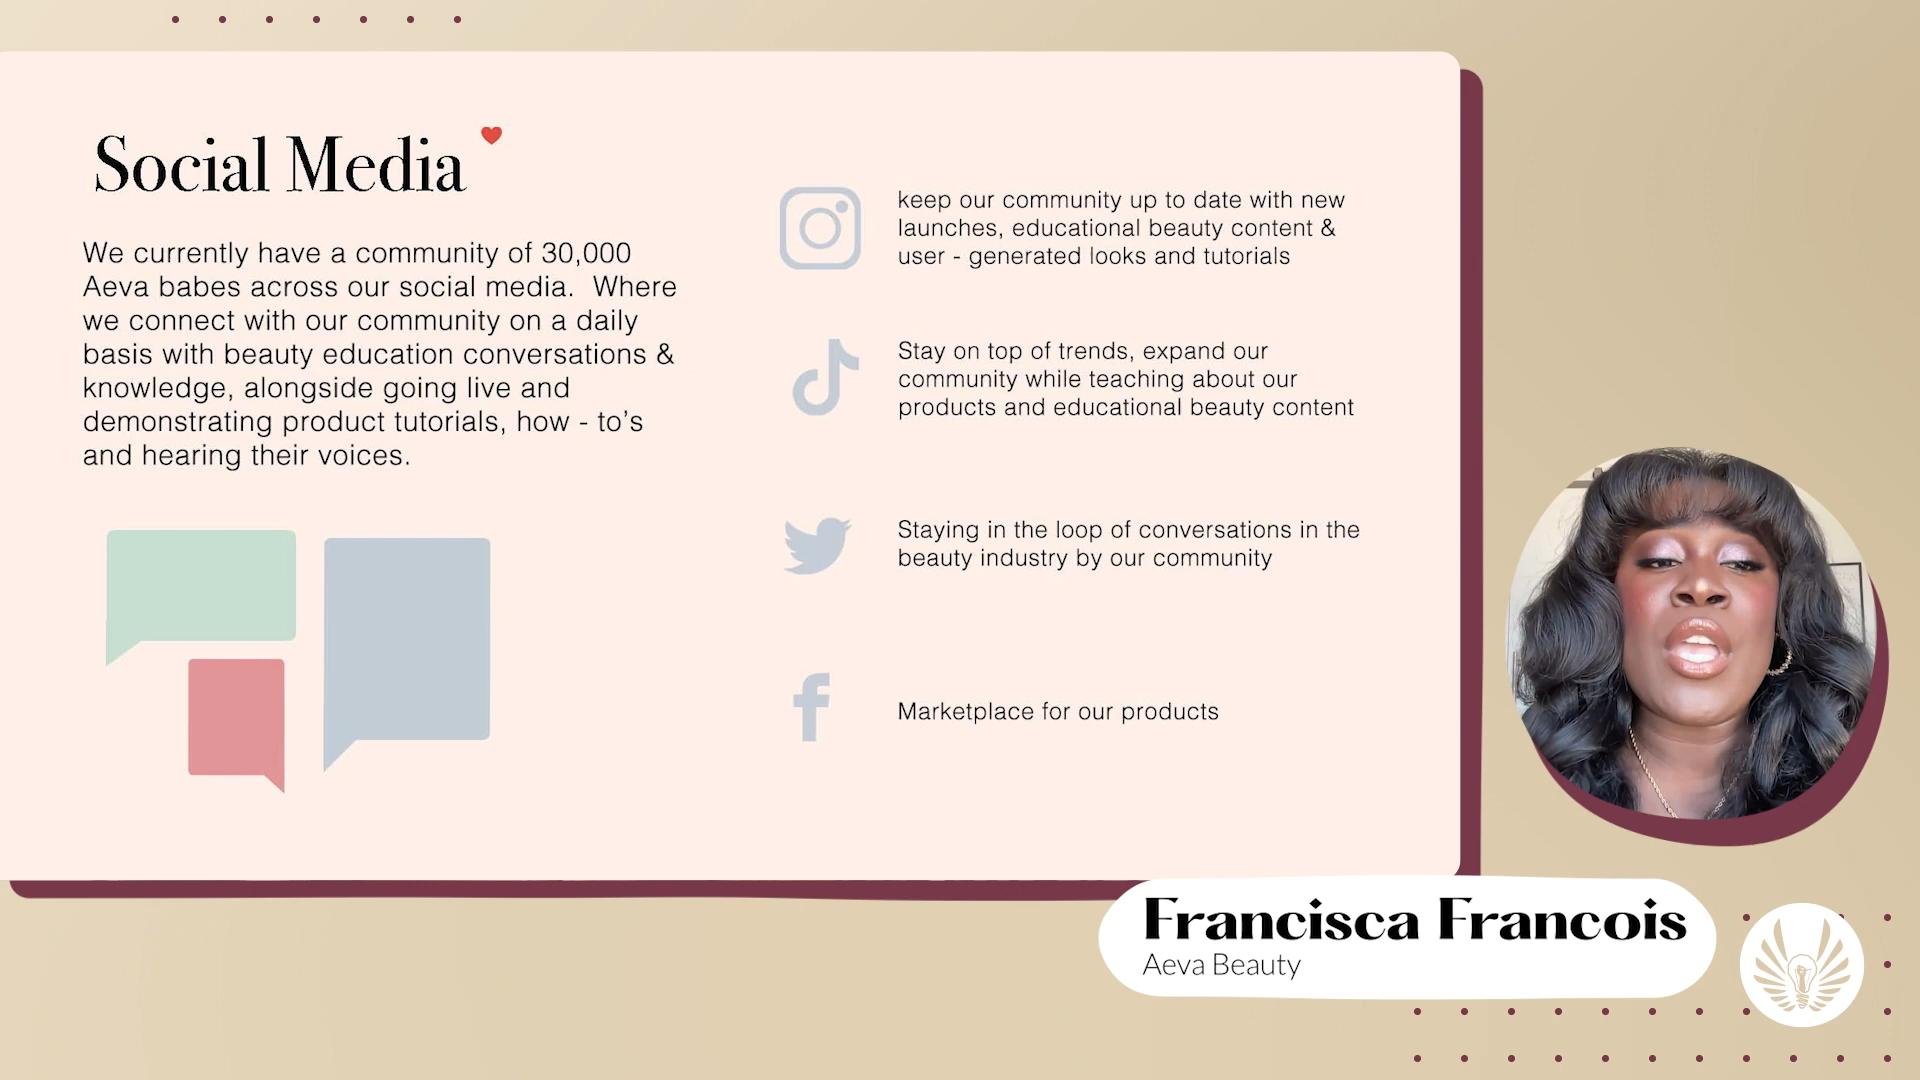 Social Media
We currently have a community of 30,000
Aeva babes across our social media.  Where
we connect with our community on a daily
basis with beauty education conversations &
knowledge, alongside going live and
demonstrating product tutorials, how - to’s
and hearing their voices.
keep our community up to date with new
launches, educational beauty content &
user - generated looks and tutorials
Stay on top of trends, expand our
community while teaching about our
products and educational beauty content
Staying in the loop of conversations in the
beauty industry by our community
Marketplace for our products
Francisca Francois
Aeva Beauty